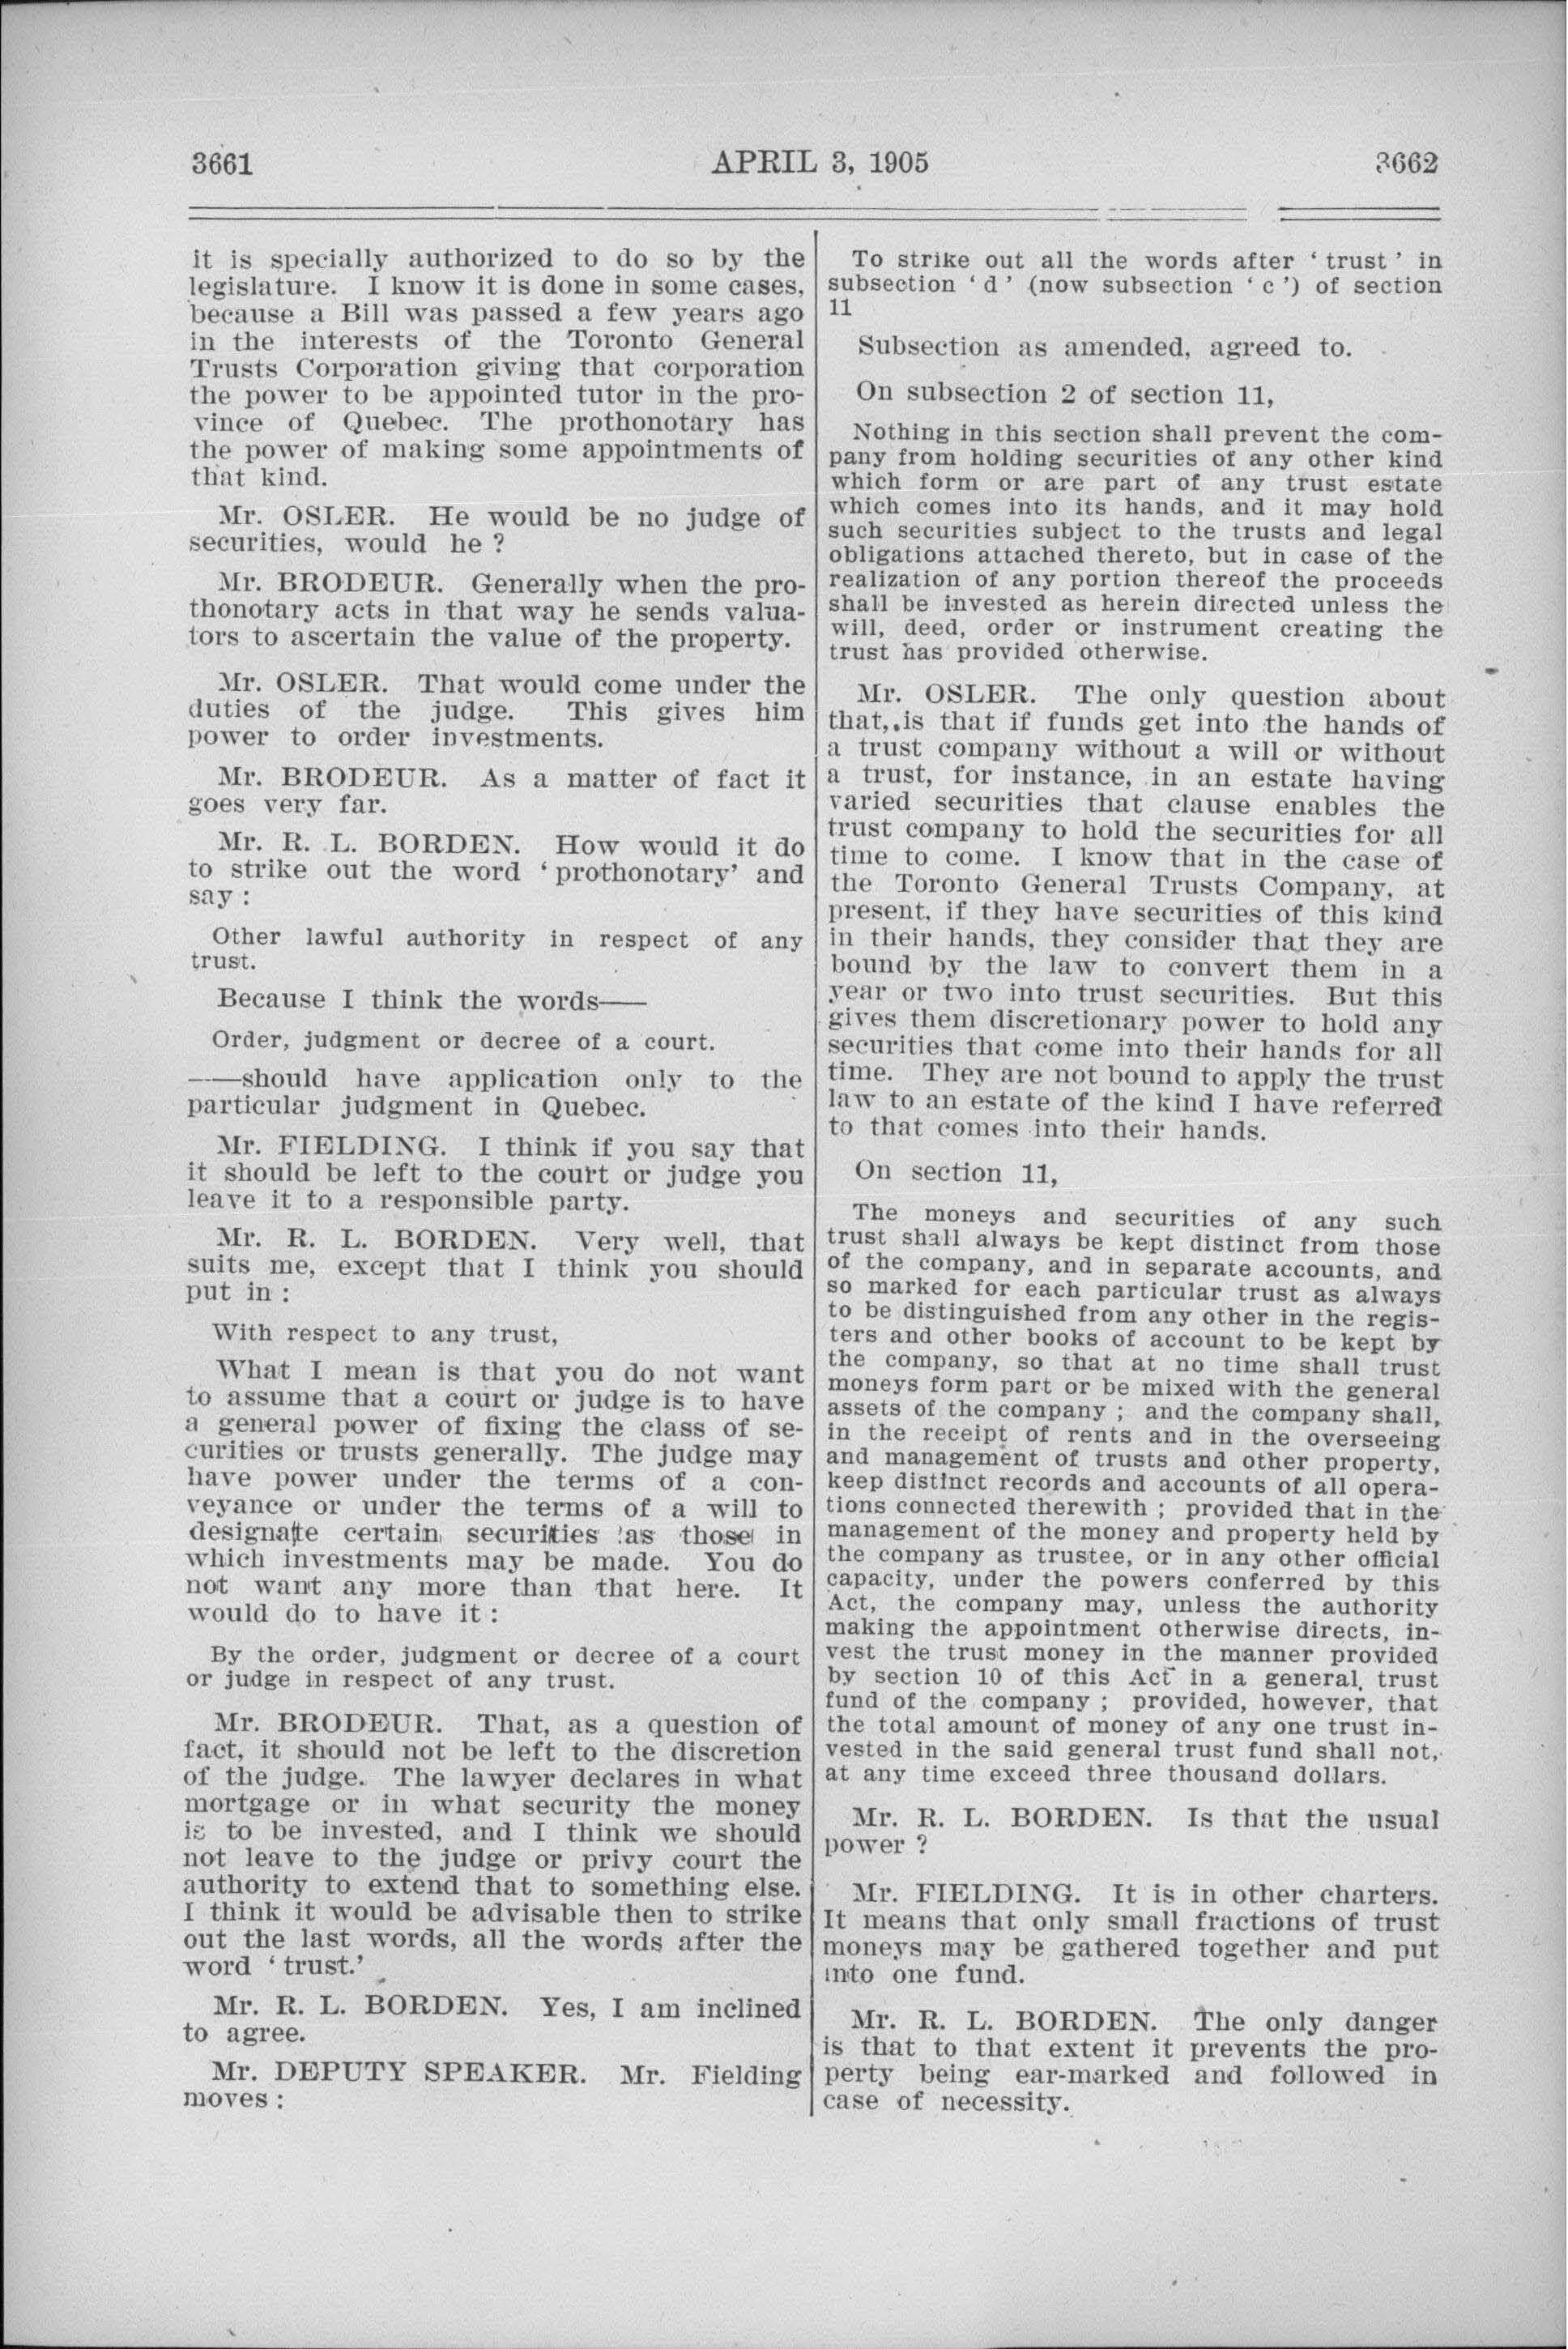 3661 APRIL 3, 1905 3662
it is specially authorized to do so by the
legislature. I know it is done in some cases,
because a Bill was passed a few years ago
in the interests of the Toronto General
Trusts Corporation giving that corporation
the power to be appointed tutor in the pro-
vince of Quebec. The prothonotary has
the power of making some appointments of
that kind.
Mr. OSLER. He would be no judge of
securities, would he ?
Mr. BRODEUR. Generally when the pro-
thonotary acts in that way he sends valua-
tors to ascertain the value of the property.
Mr. OSLER. That would come under the
duties of the judge. This gives him
power to order investments.
Mr. BRODEUR. As a matter of fact it
goes very far.
Mr. R. L. BORDEN. How would it do
to strike out the word ‘ prothonotary’ and
say :
Other lawful authority in respect of any
trust.
Because I think the words——
Order, judgment or decree of a court.
——should have application only to the
particular judgment in Quebec.
Mr. FIELDING. I think if you say that
it should be left to the court or judge you
leave it to a responsible party.
Mr. R. L. BORDEN. Very well, that
suits me, except that I think you should
put in :
With respect to any trust,
What I mean is that you do not want
to assume that a court or judge is to have
a general power of fixing the class of se-
curities or trusts generally. The judge may
have power under the terms of a con-
veyance or under the terms of a will to
designate certain securities as those in
which investments may be made. You do
not want any more than that here. It
would do to have it :
By the order, judgment or decree of a court
or judge in respect of any trust.
Mr. BRODEUR. That, as a question of
fact, it should not be left to the discretion
of the judge. The lawyer declares in what
mortgage or in what security the money
is to be invested, and I think we should
not leave to the judge or privy court the
authority to extend that to something else.
I think it would be advisable then to strike
out the last words, all the words after the
word ‘ trust.’
Mr. R. L. BORDEN. Yes, I am inclined
to agree.
Mr. DEPUTY SPEAKER. Mr. Fielding
moves :
To strike out all the words after ‘ trust ’ in
subsection ‘ d ’ (now subsection ‘ c ’) of section
11
Subsection as amended, agreed to.
On subsection 2 of section 11,
Nothing in this section shall prevent the com-
pany from holding securities of any other kind
which form or are part of any trust estate
which comes into its hands, and it may hold
such securities subject to the trusts and legal
obligations attached thereto, but in case of the
realization of any portion thereof the proceeds
shall be invested as herein directed unless the
will, deed, order or instrument creating the
trust has provided otherwise.
Mr. OSLER. The only question about
that, is that if funds get into the hands of
a trust company without a will or without
a trust, for instance, in an estate having
varied securities that clause enables the
trust company to hold the securities for all
time to come. I know that in the case of
the Toronto General Trusts Company, at
present, if they have securities of this kind
in their hands, they consider that they are
bound by the law to convert them in a
year or two into trust securities. But this
gives them discretionary power to hold any
securities that come into their hands for all
time. They are not bound to apply the trust
law to an estate of the kind I have referred
to that comes into their hands.
On section 11,
The moneys and securities of any such
trust shall always be kept distinct from those
of the company, and in separate accounts, and
so marked for each particular trust as always
to be distinguished from any other in the regis-
ters and other books of account to be kept by
the company, so that at no time shall trust
moneys form part or be mixed with the general
assets of the company ; and the company shall,
in the receipt of rents and in the overseeing
and management of trusts and other property,
keep distinct records and accounts of all opera-
tions connected therewith ; provided that in the
management of the money and property held by
the company as trustee, or in any other official
capacity, under the powers conferred by this
Act, the company may, unless the authority
making the appointment otherwise directs, in-
vest the trust money in the manner provided
by section 10 of this Act in a general trust
fund of the company ; provided, however, that
the total amount of money of any one trust in-
vested in the said general trust fund shall not,
at any time exceed three thousand dollars.
Mr. R. L. BORDEN. Is that the usual
power ?
Mr. FIELDING. It is in other charters.
It means that only small fractions of trust
moneys may be gathered together and put
into one fund.
Mr. R. L. BORDEN. The only danger
is that to that extent it prevents the pro-
perty being ear-marked and followed in
case of necessity.